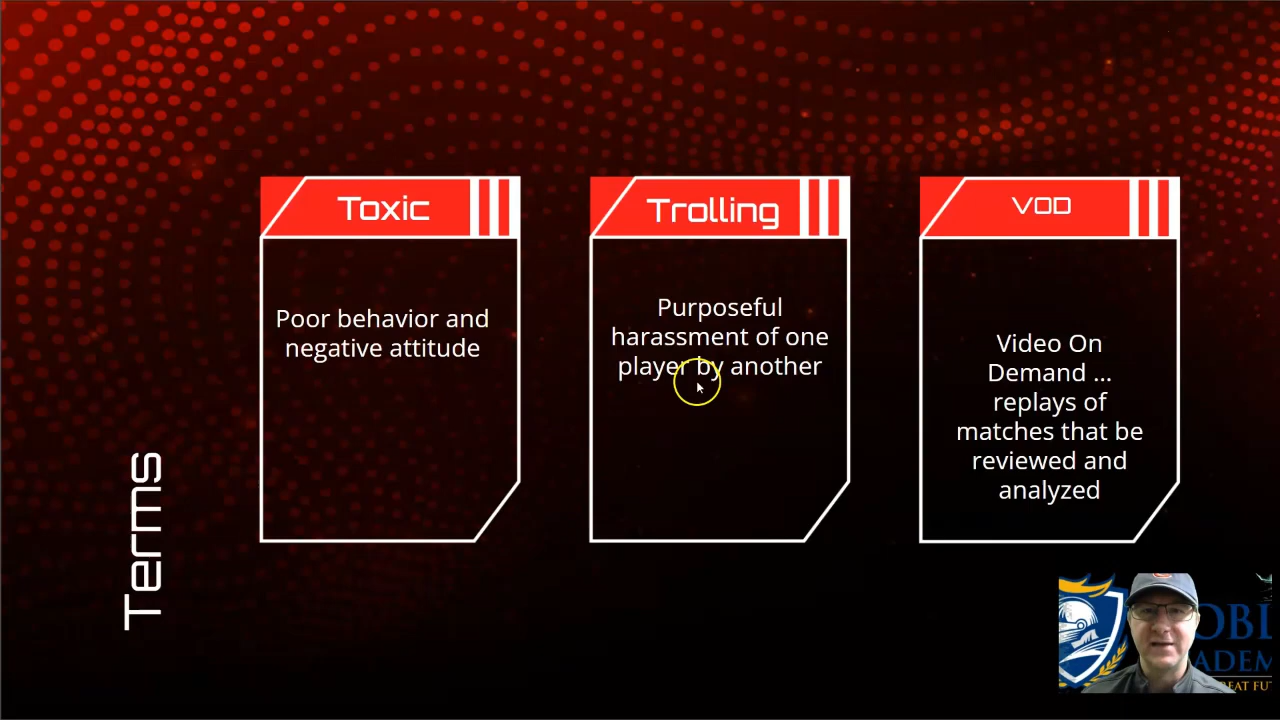 Toxic
Poor behavior and
negative attitude
Trolling
Purposeful
harassment of one
player by another
VOD
Video On
Demand ...
replays of
matches that be
reviewed and
analyzed
Terms